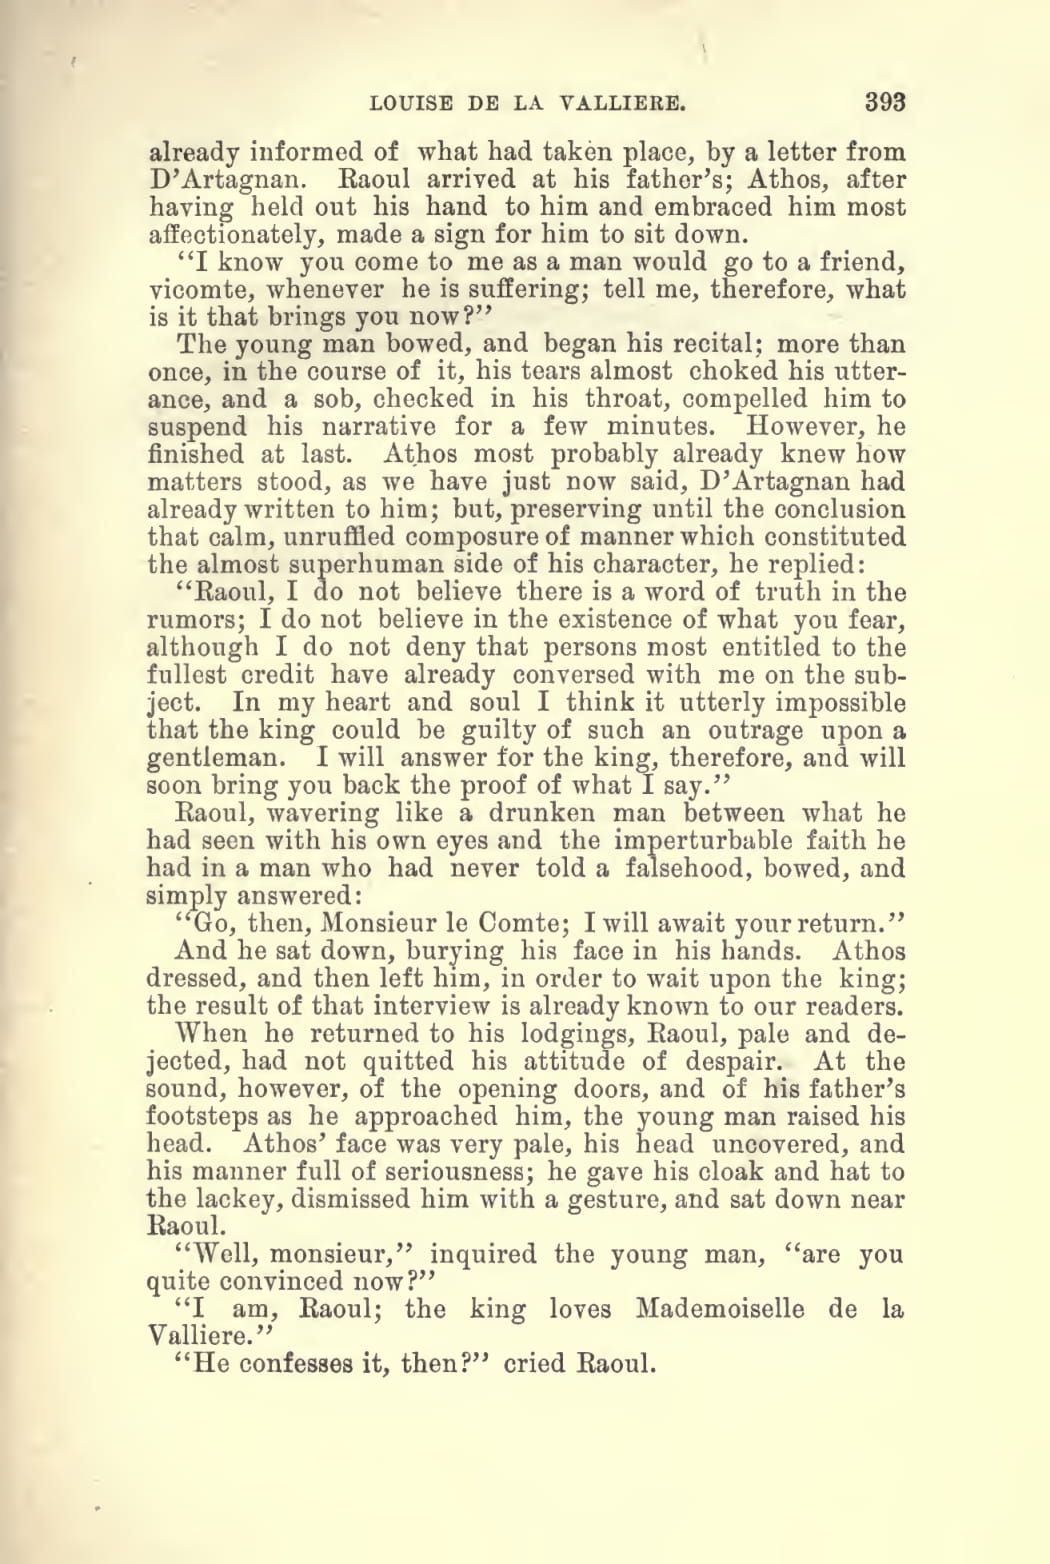 LOUISE DE LA VALLIERE. 393
already informed of what had taken place, by a letter from
D'Artagnan. Raoul arrived at his father's; Athos, after
having held out his hand to him and embraced him most
affectionately, made a sign for him to sit down.
"I know you come to me as a man would go to a friend,
vicomte, whenever he is suffering; tell me, therefore, what
is it that brings you now?"
The young man bowed, and began his recital; more than
once, in the course of it, his tears almost choked his utter-
ance, and a sob, checked in his throat, compelled him to
suspend his narrative for a few minutes. However, he
finished at last. Athos most probably already knew how
matters stood, as we have just now said, D'Artagnan had
already written to him; but, preserving until the conclusion
that calm, unruffled composure of manner which constituted
the almost superhuman side of his character, he replied:
"Raoul, I do not believe there is a word of truth in the
rumors; I do not believe in the existence of what you fear,
although I do not deny that persons most entitled to the
fullest credit have already conversed with me on the sub-
ject. In my heart and soul I think it utterly impossible
that the king could be guilty of such an outrage upon a
gentleman. I will answer for the king, therefore, and will
soon bring you back the proof of what I say."
Raoul, wavering like a drunken man between what he
had seen with his own eyes and the imperturbable faith he
had in a man who had never told a falsehood, bowed, and
simply answered:
"Go, then, Monsieur le Comte; I will await your return."
And he sat down, burying his face in his hands. Athos
dressed, and then left him, in order to wait upon the king;
the result of that interview is already known to our readers.
When he returned to his lodgings, Raoul, pale and de-
jected, had not quitted his attitude of despair. At the
sound, however, of the opening doors, and of his father's
footsteps as he approached him, the young man raised his
head. Athos' face was very pale, his head uncovered, and
his manner full of seriousness; he gave his cloak and hat to
the lackey, dismissed him with a gesture, and sat down near
Raoul.
"Well, monsieur," inquired the young man, "are you
quite convinced now?"
"I am, Raoul; the king loves Mademoiselle de la
Valliere."
"He confesses it, then?" cried Raoul.